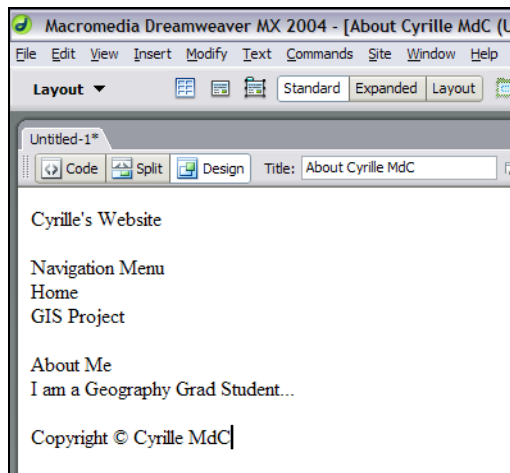 Macromedia Dreamweaver MX 2004 - [About Cyrille MdC (U
File Edit View Insert Modify Text Commands Site Window Help
Layout Standard Expanded Layout
Untitled-1*
Code Split Design Title: About Cyrille MdC
Cyrille's Website
Navigation Menu
Home
GIS Project
About Me
I am a Geography Grad Student...
Copyright © Cyrille MdC